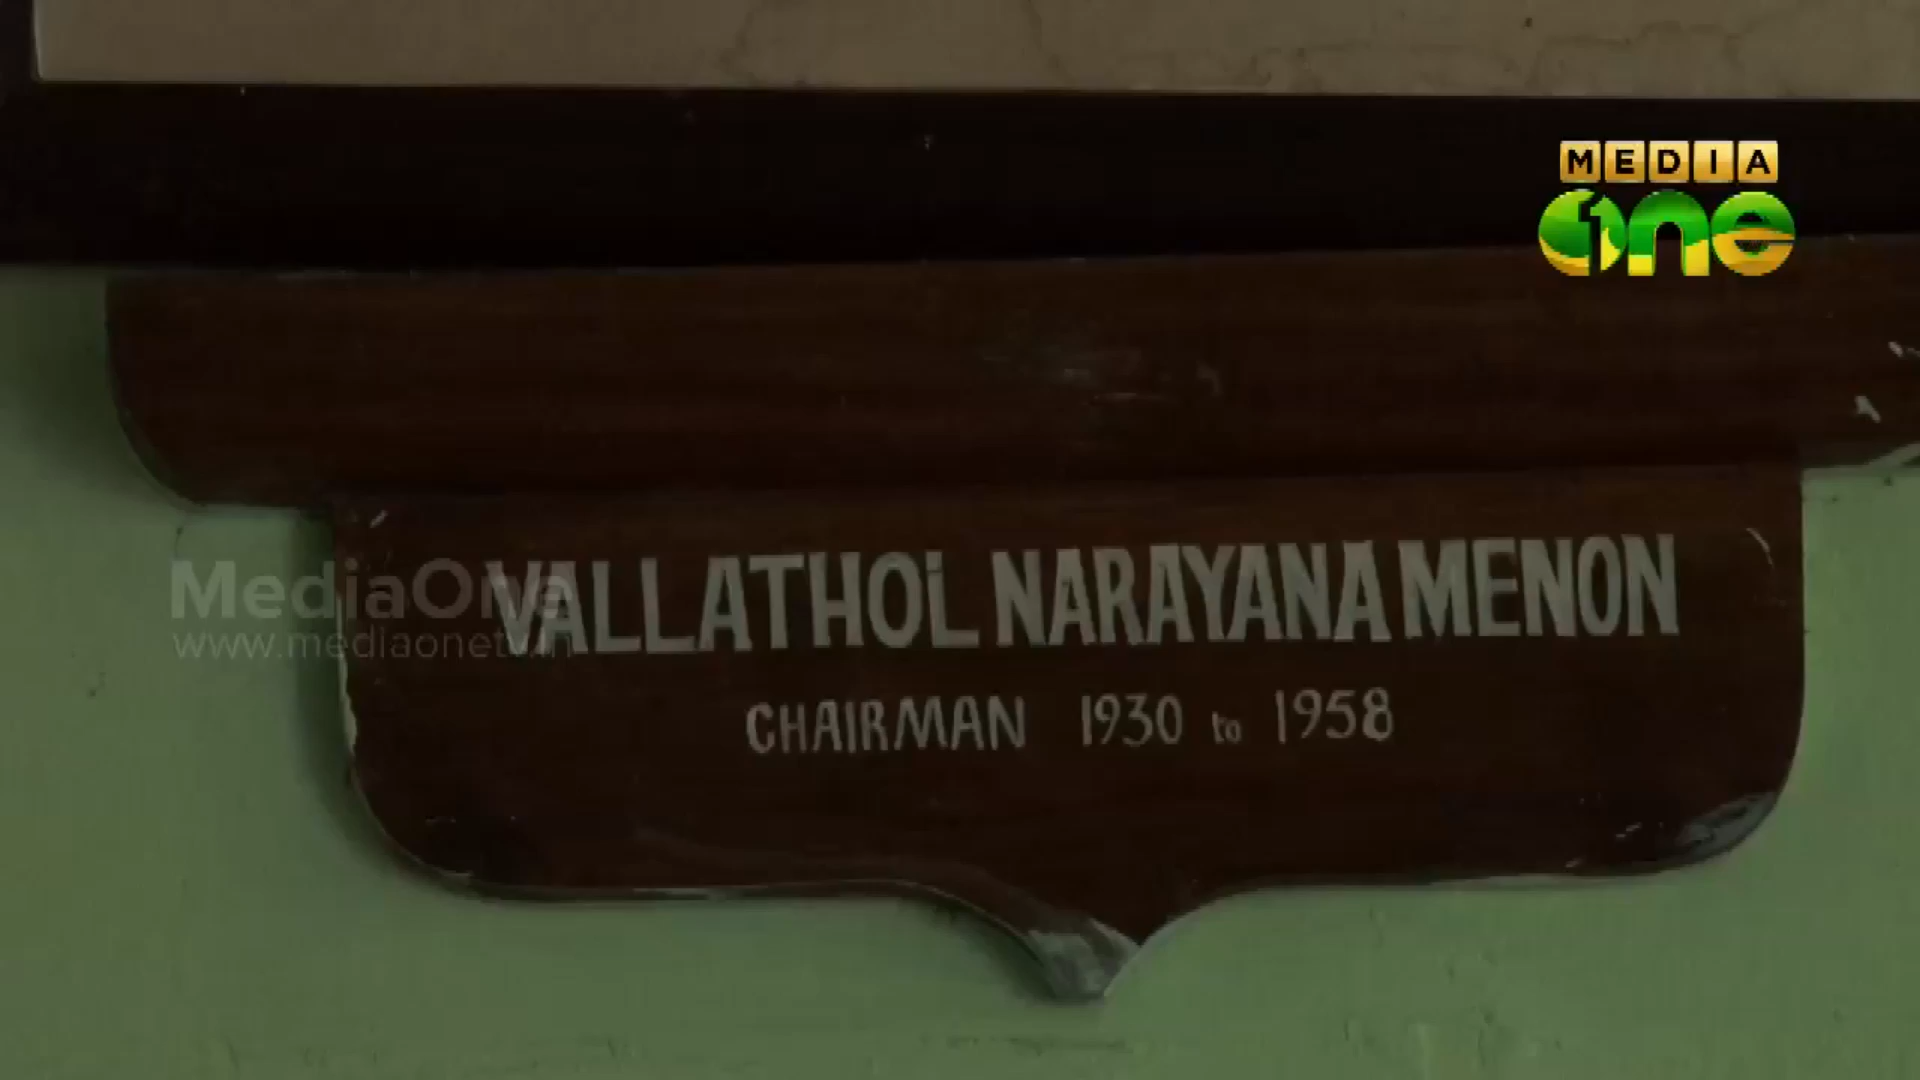 MEDIA
One
VALLATHOL NARAYANA MENON
MediaOne
www.mediaonetv.in
CHAIRMAN 1930 to 1958